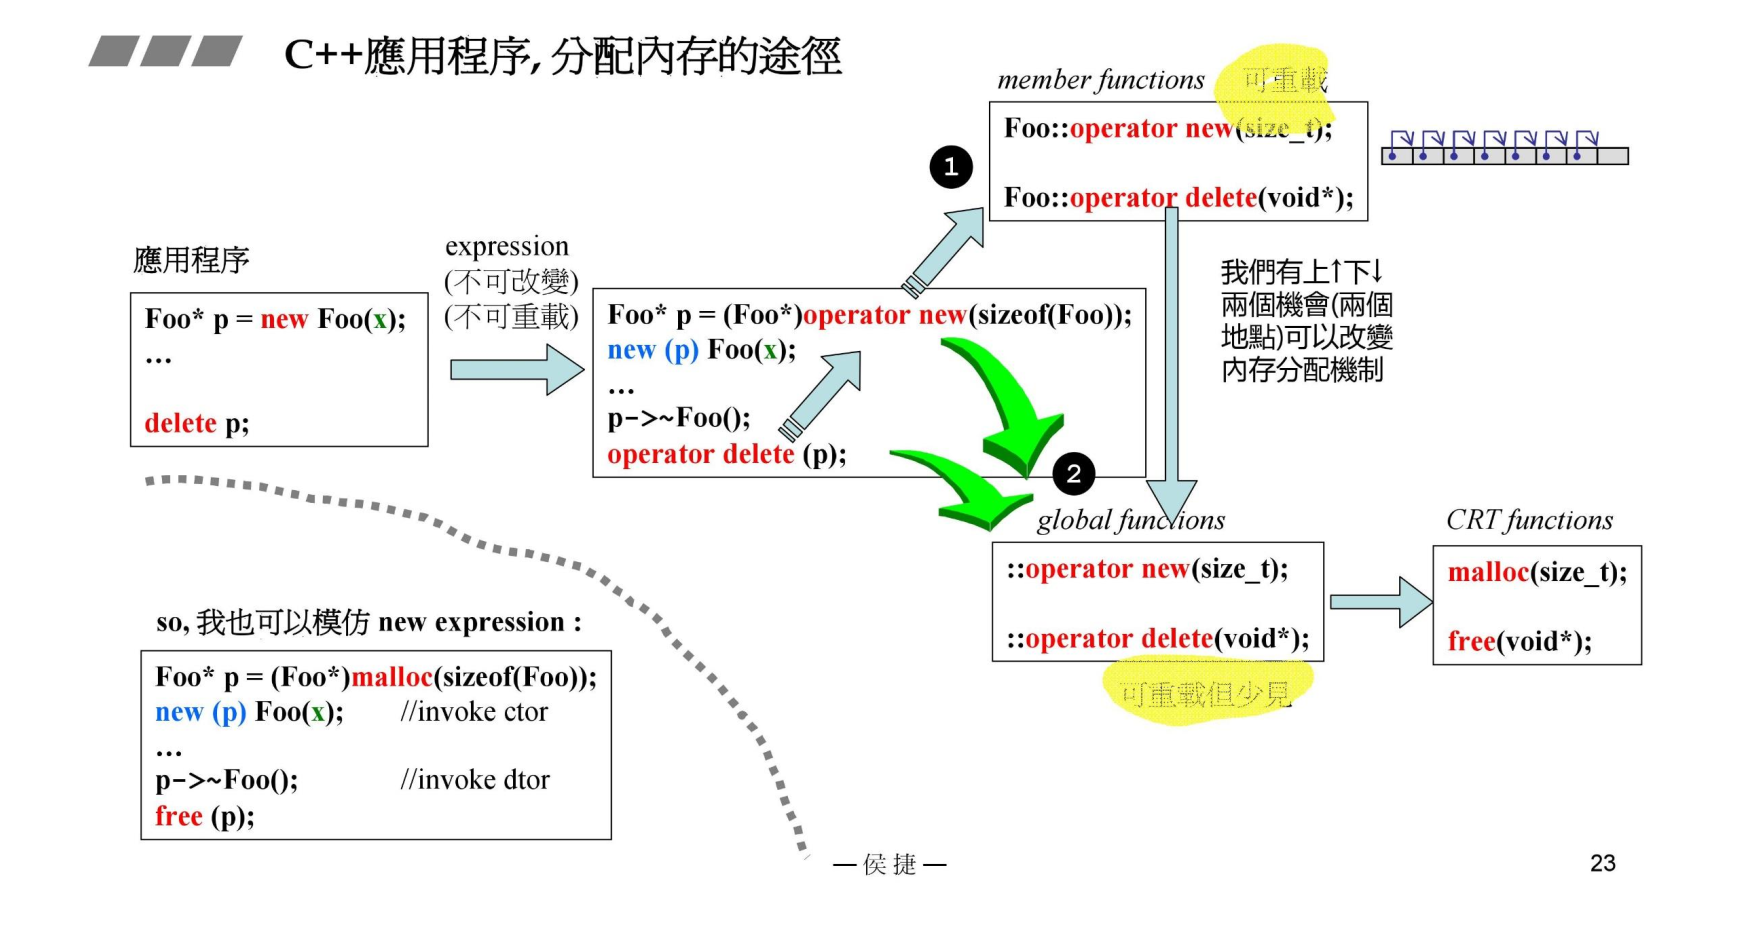 C++應用程序, 分配內存的途徑
member functions 可重載
Foo::operator new(size_t);
Foo::operator delete(void*);
1
應用程序
Foo* p = new Foo(x);
...
delete p;
expression
(不可改變)
(不可重載)
Foo* p = (Foo*)operator new(sizeof(Foo));
new (p) Foo(x);
...
p->~Foo();
operator delete (p);
我們有上↑下↓
兩個機會(兩個
地點)可以改變
內存分配機制
2
global functions
::operator new(size_t);
::operator delete(void*);
可重載但少見
CRT functions
malloc(size_t);
free(void*);
so, 我也可以模仿 new expression :
Foo* p = (Foo*)malloc(sizeof(Foo));
new (p) Foo(x); //invoke ctor
...
p->~Foo(); //invoke dtor
free (p);
— 侯 捷 —
23